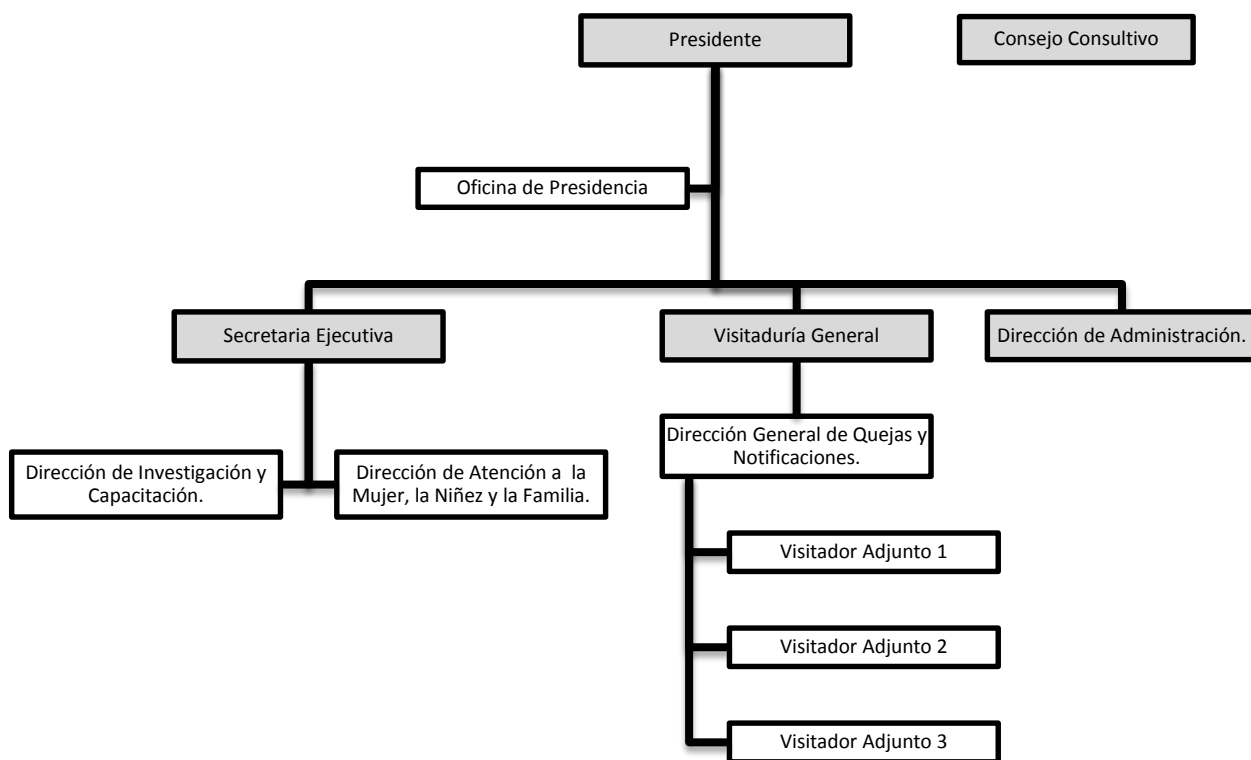 Presidente
Consejo Consultivo
Oficina de Presidencia
Secretaria Ejecutiva
Visitaduría General
Dirección de Administración.
Dirección de Investigación y
Capacitación.
Dirección de Atención a  la
Mujer, la Niñez y la Familia.
Dirección General de Quejas y
Notificaciones.
Visitador Adjunto 1
Visitador Adjunto 2
Visitador Adjunto 3